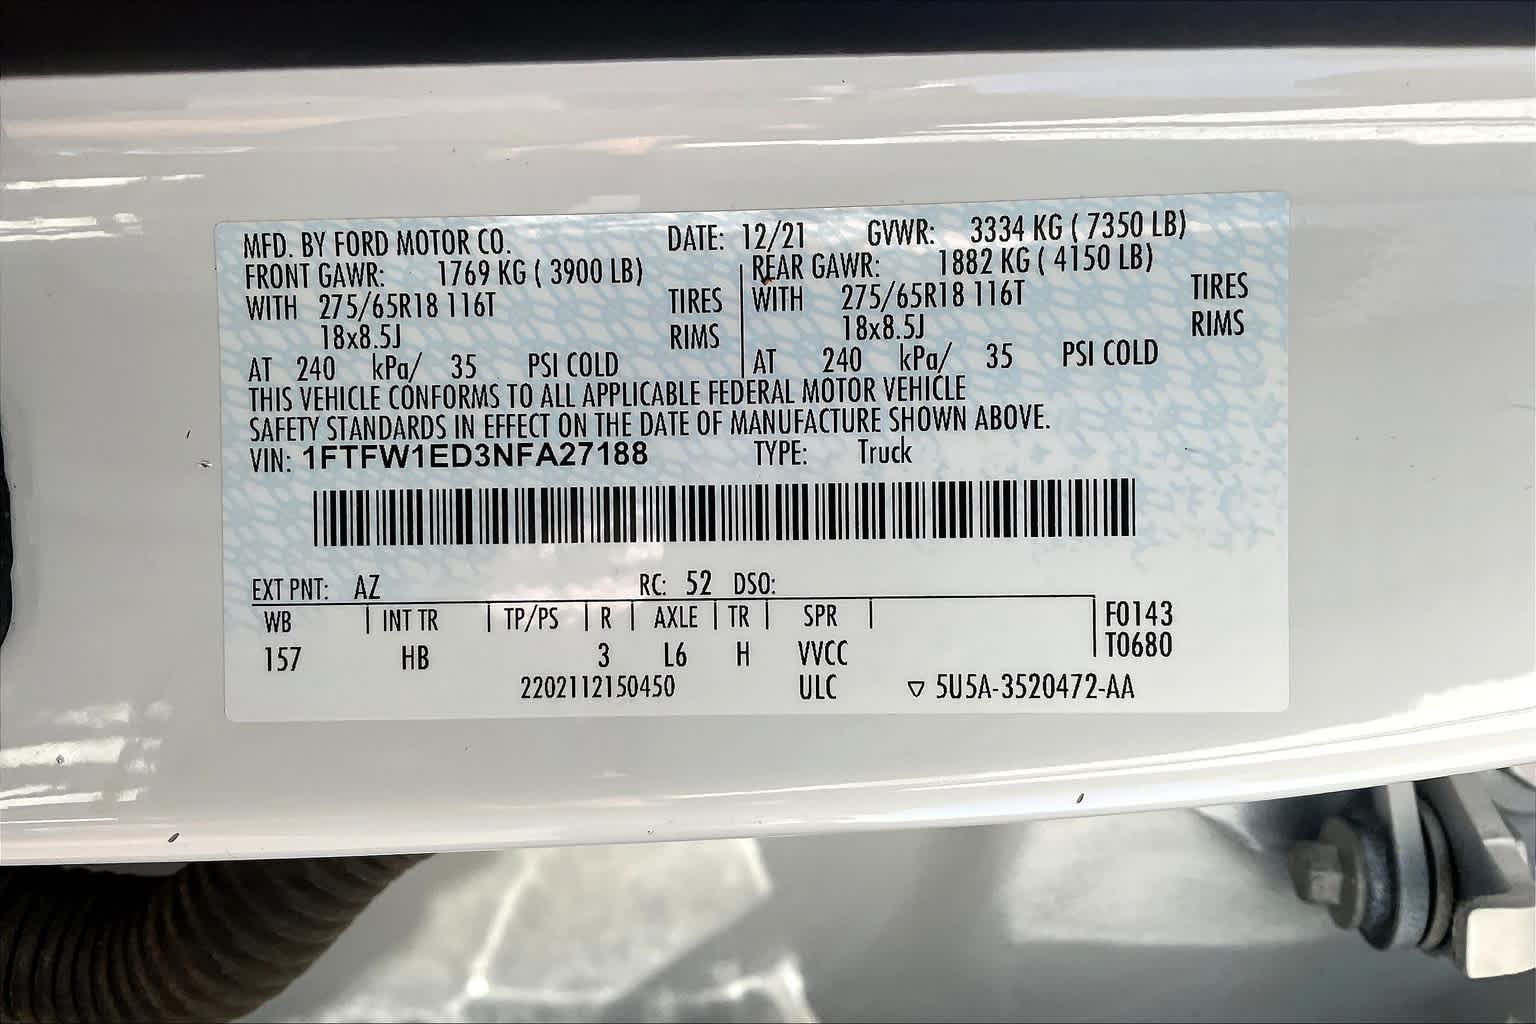 MFD. BY FORD MOTOR CO. DATE: 12/21 GVWR: 3334 KG ( 7350 LB)
FRONT GAWR: 1769 KG ( 3900 LB) REAR GAWR: 1882 KG ( 4150 LB)
WITH 275/65R18 116T TIRES WITH 275/65R18 116T TIRES
18x8.5J RIMS 18x8.5J RIMS
AT 240 kPa/ 35 PSI COLD AT 240 kPa/ 35 PSI COLD
THIS VEHICLE CONFORMS TO ALL APPLICABLE FEDERAL MOTOR VEHICLE
SAFETY STANDARDS IN EFFECT ON THE DATE OF MANUFACTURE SHOWN ABOVE.
VIN: 1FTFW1ED3NFA27188 TYPE: Truck
EXT PNT: AZ RC: 52 DSO:
WB INT TR TP/PS R AXLE TR SPR F0143
T0680
157 HB 3 L6 H VVCC
2202112150450 ULC ▽ 5U5A-3520472-AA